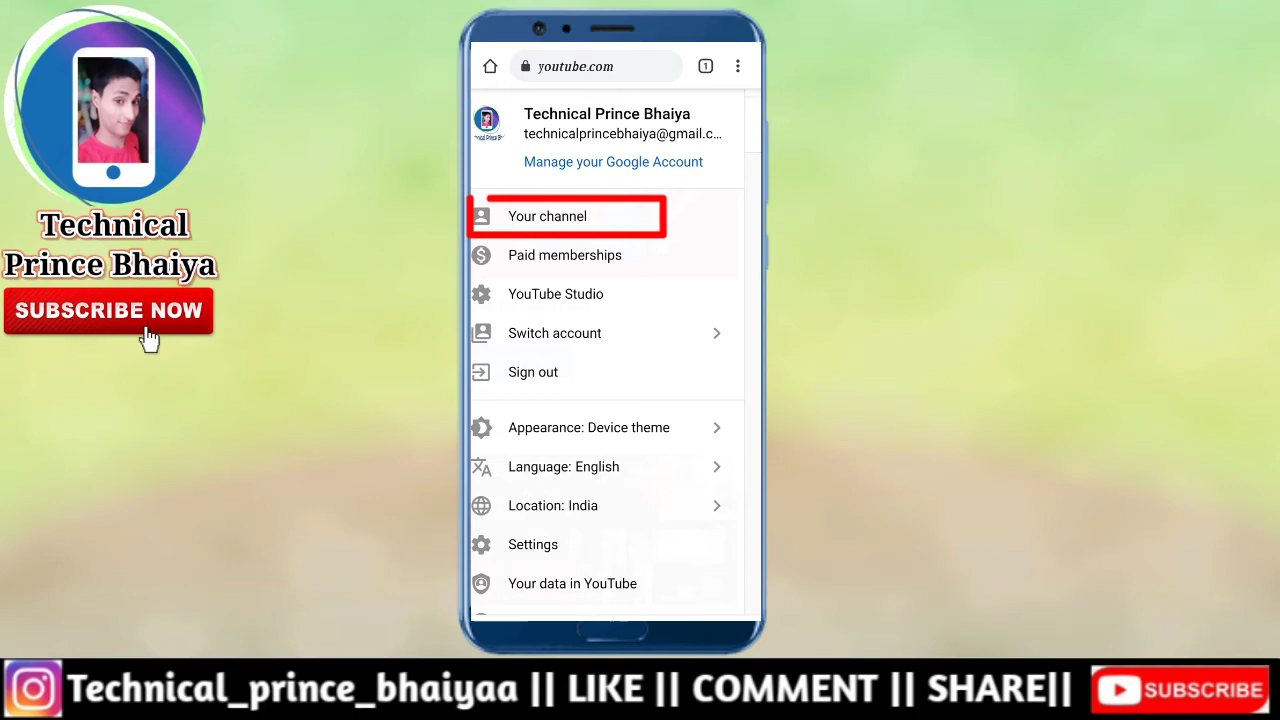 Technical
Prince Bhaiya
SUBSCRIBE NOW
youtube.com
1
Technical Prince Bhaiya
technicalprincebhaiya@gmail.c...
Manage your Google Account
Your channel
Paid memberships
YouTube Studio
Switch account
Sign out
Appearance: Device theme
Language: English
Location: India
Settings
Your data in YouTube
Technical_prince_bhaiyaa || LIKE || COMMENT || SHARE||
SUBSCRIBE